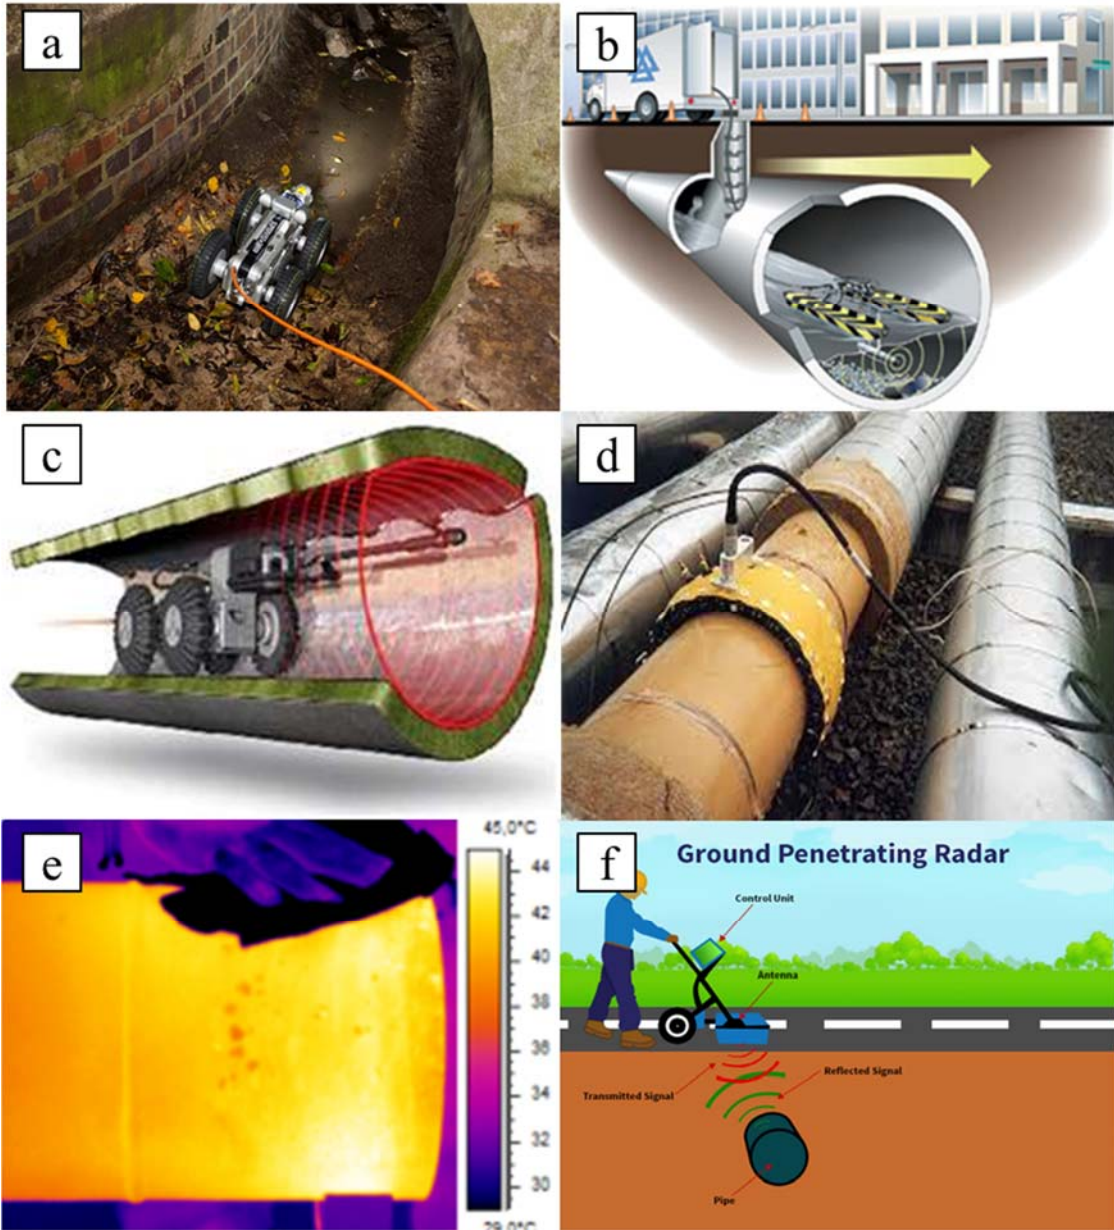 a
b
c
d
e
45,0°C
44
42
40
38
36
34
32
30
29,0°C
f
Ground Penetrating Radar
Control Unit
Antenna
Transmitted Signal
Reflected Signal
Pipe